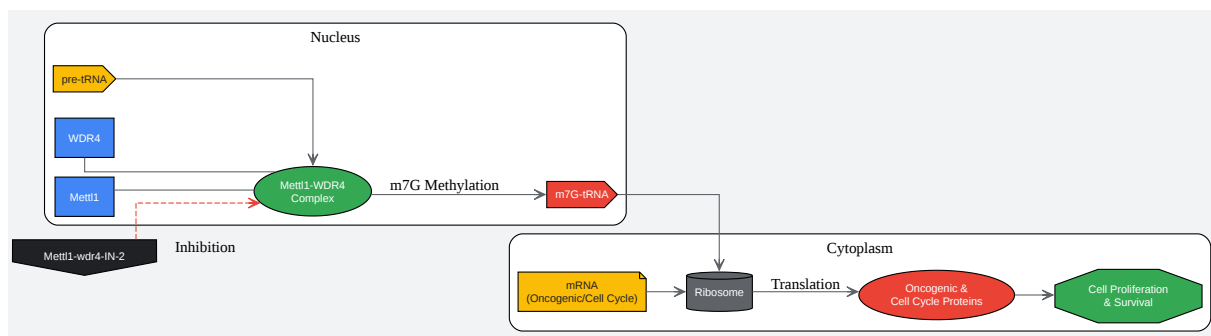 Nucleus
pre-tRNA
WDR4
Mettl1
Mettl1-WDR4
Complex
m7G Methylation
m7G-tRNA
Mettl1-wdr4-IN-2
Inhibition
Cytoplasm
mRNA
(Oncogenic/Cell Cycle)
Ribosome
Translation
Oncogenic &
Cell Cycle Proteins
Cell Proliferation
& Survival